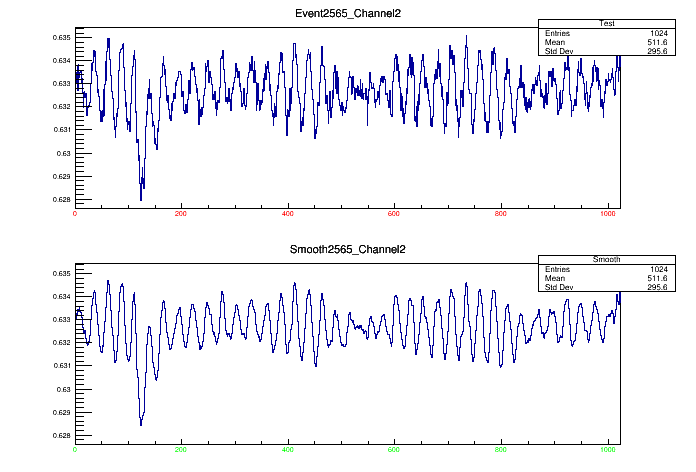 Event2565_Channel2
Test
Entries 1024
Mean 511.6
Std Dev 295.6
0.635
0.634
0.633
0.632
0.631
0.63
0.629
0.628
0 200 400 600 800 1000
Smooth2565_Channel2
Smooth
Entries 1024
Mean 511.6
Std Dev 295.6
0.635
0.634
0.633
0.632
0.631
0.63
0.629
0.628
0 200 400 600 800 1000